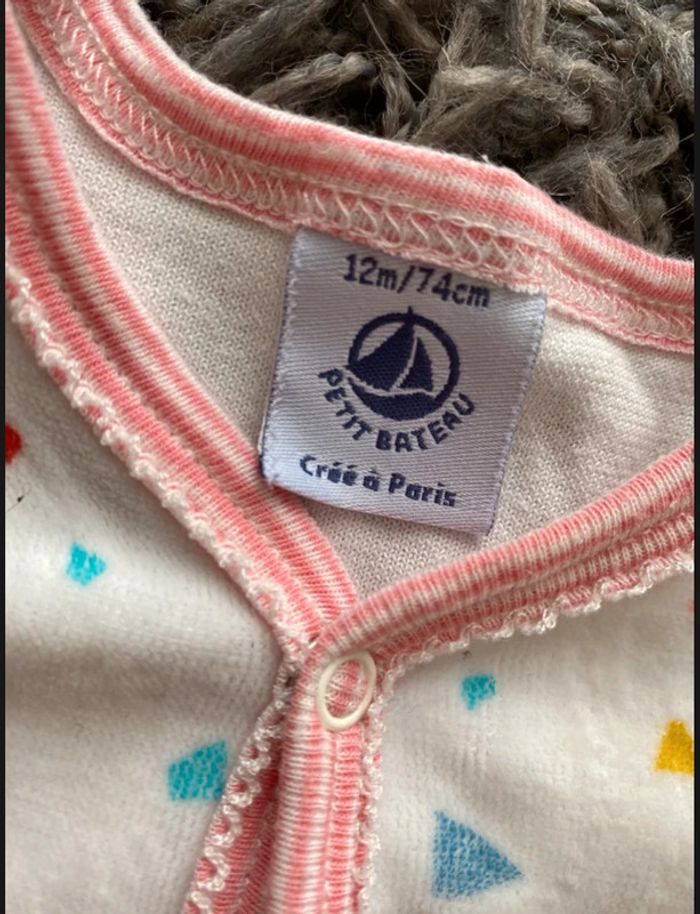 12m/74cm
PETIT BATEAU
Créé à Paris